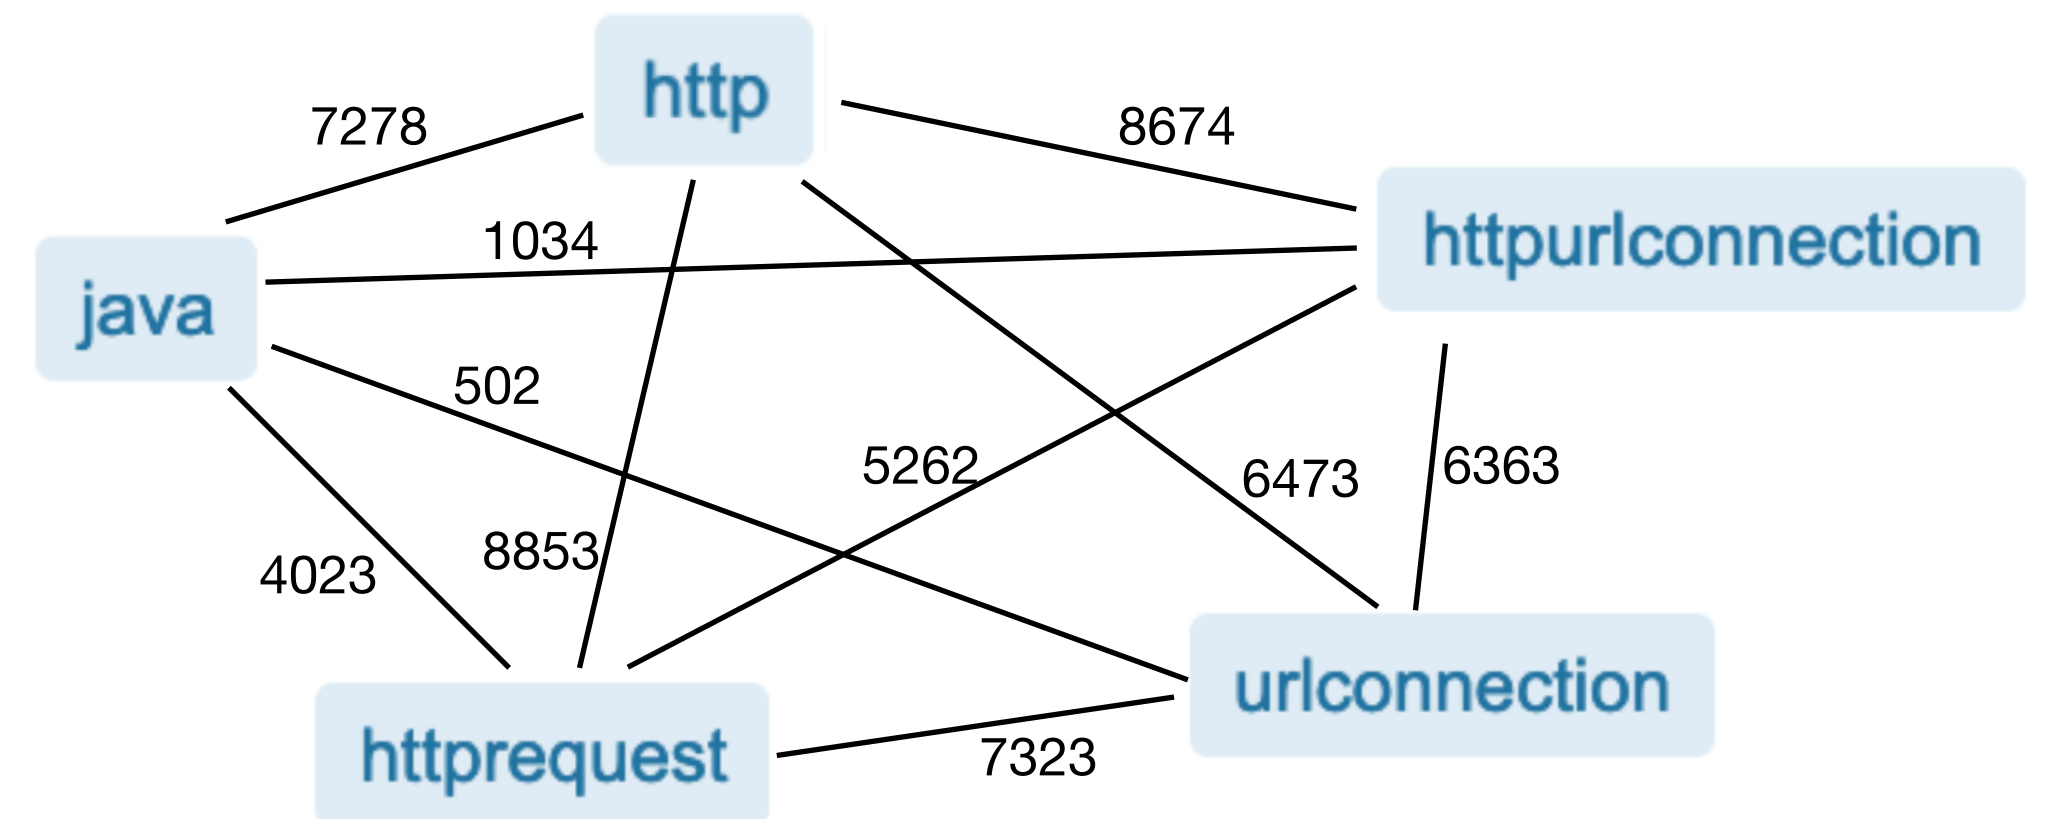 http
7278
8674
1034
httpurlconnection
java
502
5262
6473
6363
8853
4023
urlconnection
httprequest
7323